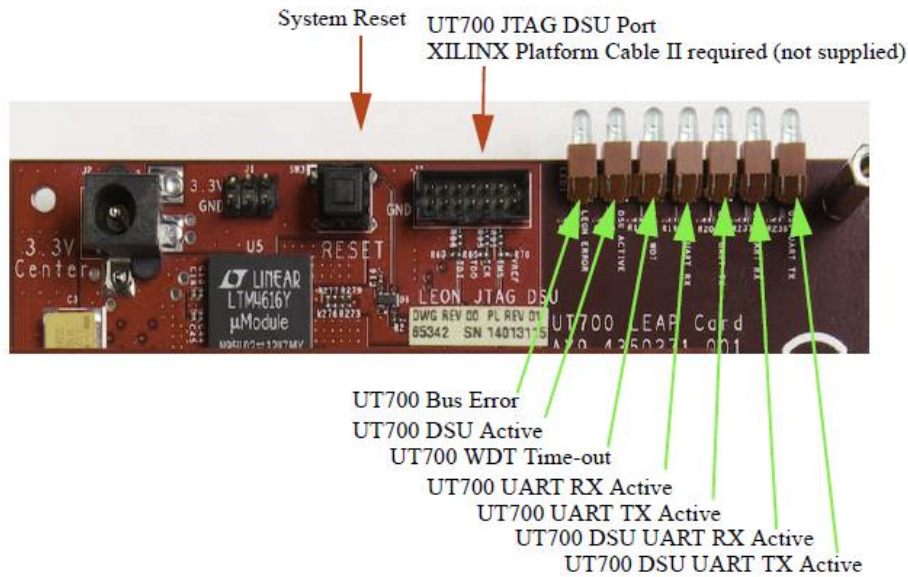 System Reset
UT700 JTAG DSU Port
XILINX Platform Cable II required (not supplied)
J2
3.3V
J1
GND
SW3
GND
3.3V
Center
U5
RESET
LEON ERROR
DSU ACTIVE
WDT
UART RX
UART TX
C3
LINEAR
LTM4616Y
µModule
LEON JTAG DSU
DWG REV 00 PL REV 01
65342 SN 14013115
UT700 LEAP Card
UT700 Bus Error
UT700 DSU Active
UT700 WDT Time-out
UT700 UART RX Active
UT700 UART TX Active
UT700 DSU UART RX Active
UT700 DSU UART TX Active